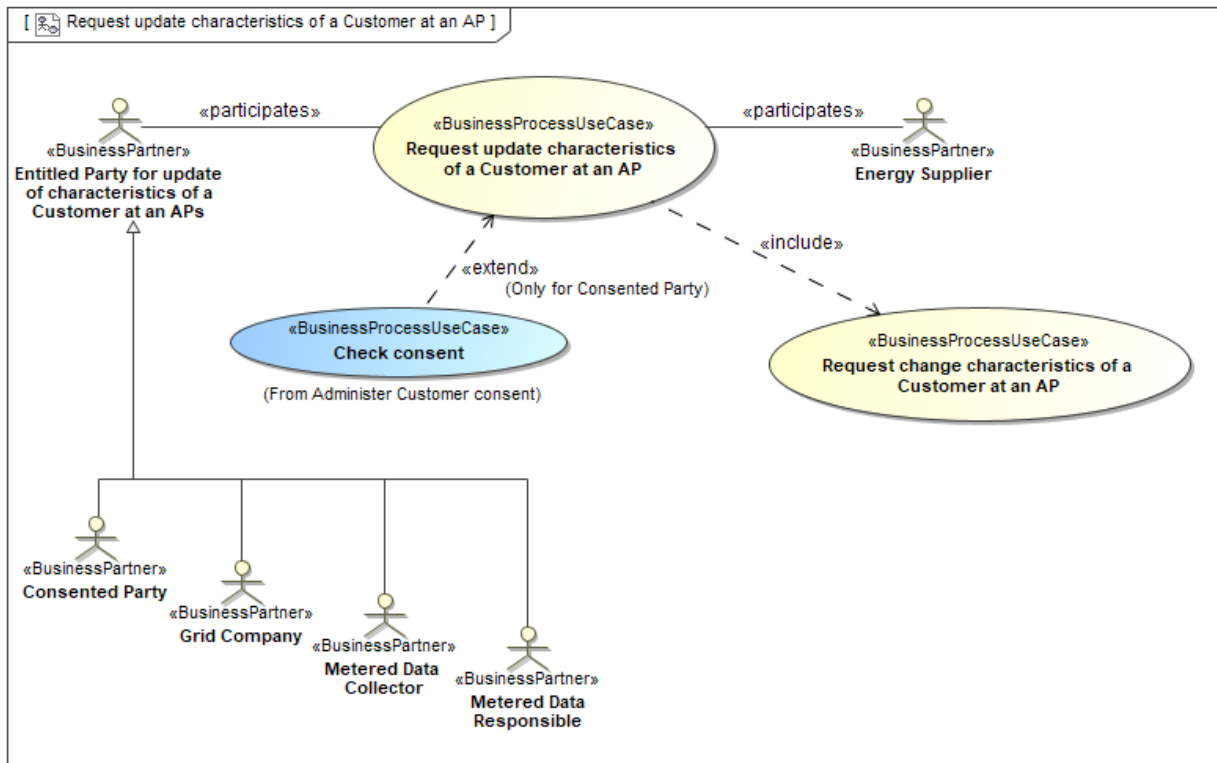 [ Request update characteristics of a Customer at an AP ]
«participates»
«BusinessProcessUseCase»
Request update characteristics
of a Customer at an AP
«participates»
«BusinessPartner»
Entitled Party for update
of characteristics of a
Customer at an APs
«BusinessPartner»
Energy Supplier
«extend»
(Only for Consented Party)
«include»
«BusinessProcessUseCase»
Check consent
(From Administer Customer consent)
«BusinessProcessUseCase»
Request change characteristics of a
Customer at an AP
«BusinessPartner»
Consented Party
«BusinessPartner»
Grid Company
«BusinessPartner»
Metered Data
Collector
«BusinessPartner»
Metered Data
Responsible